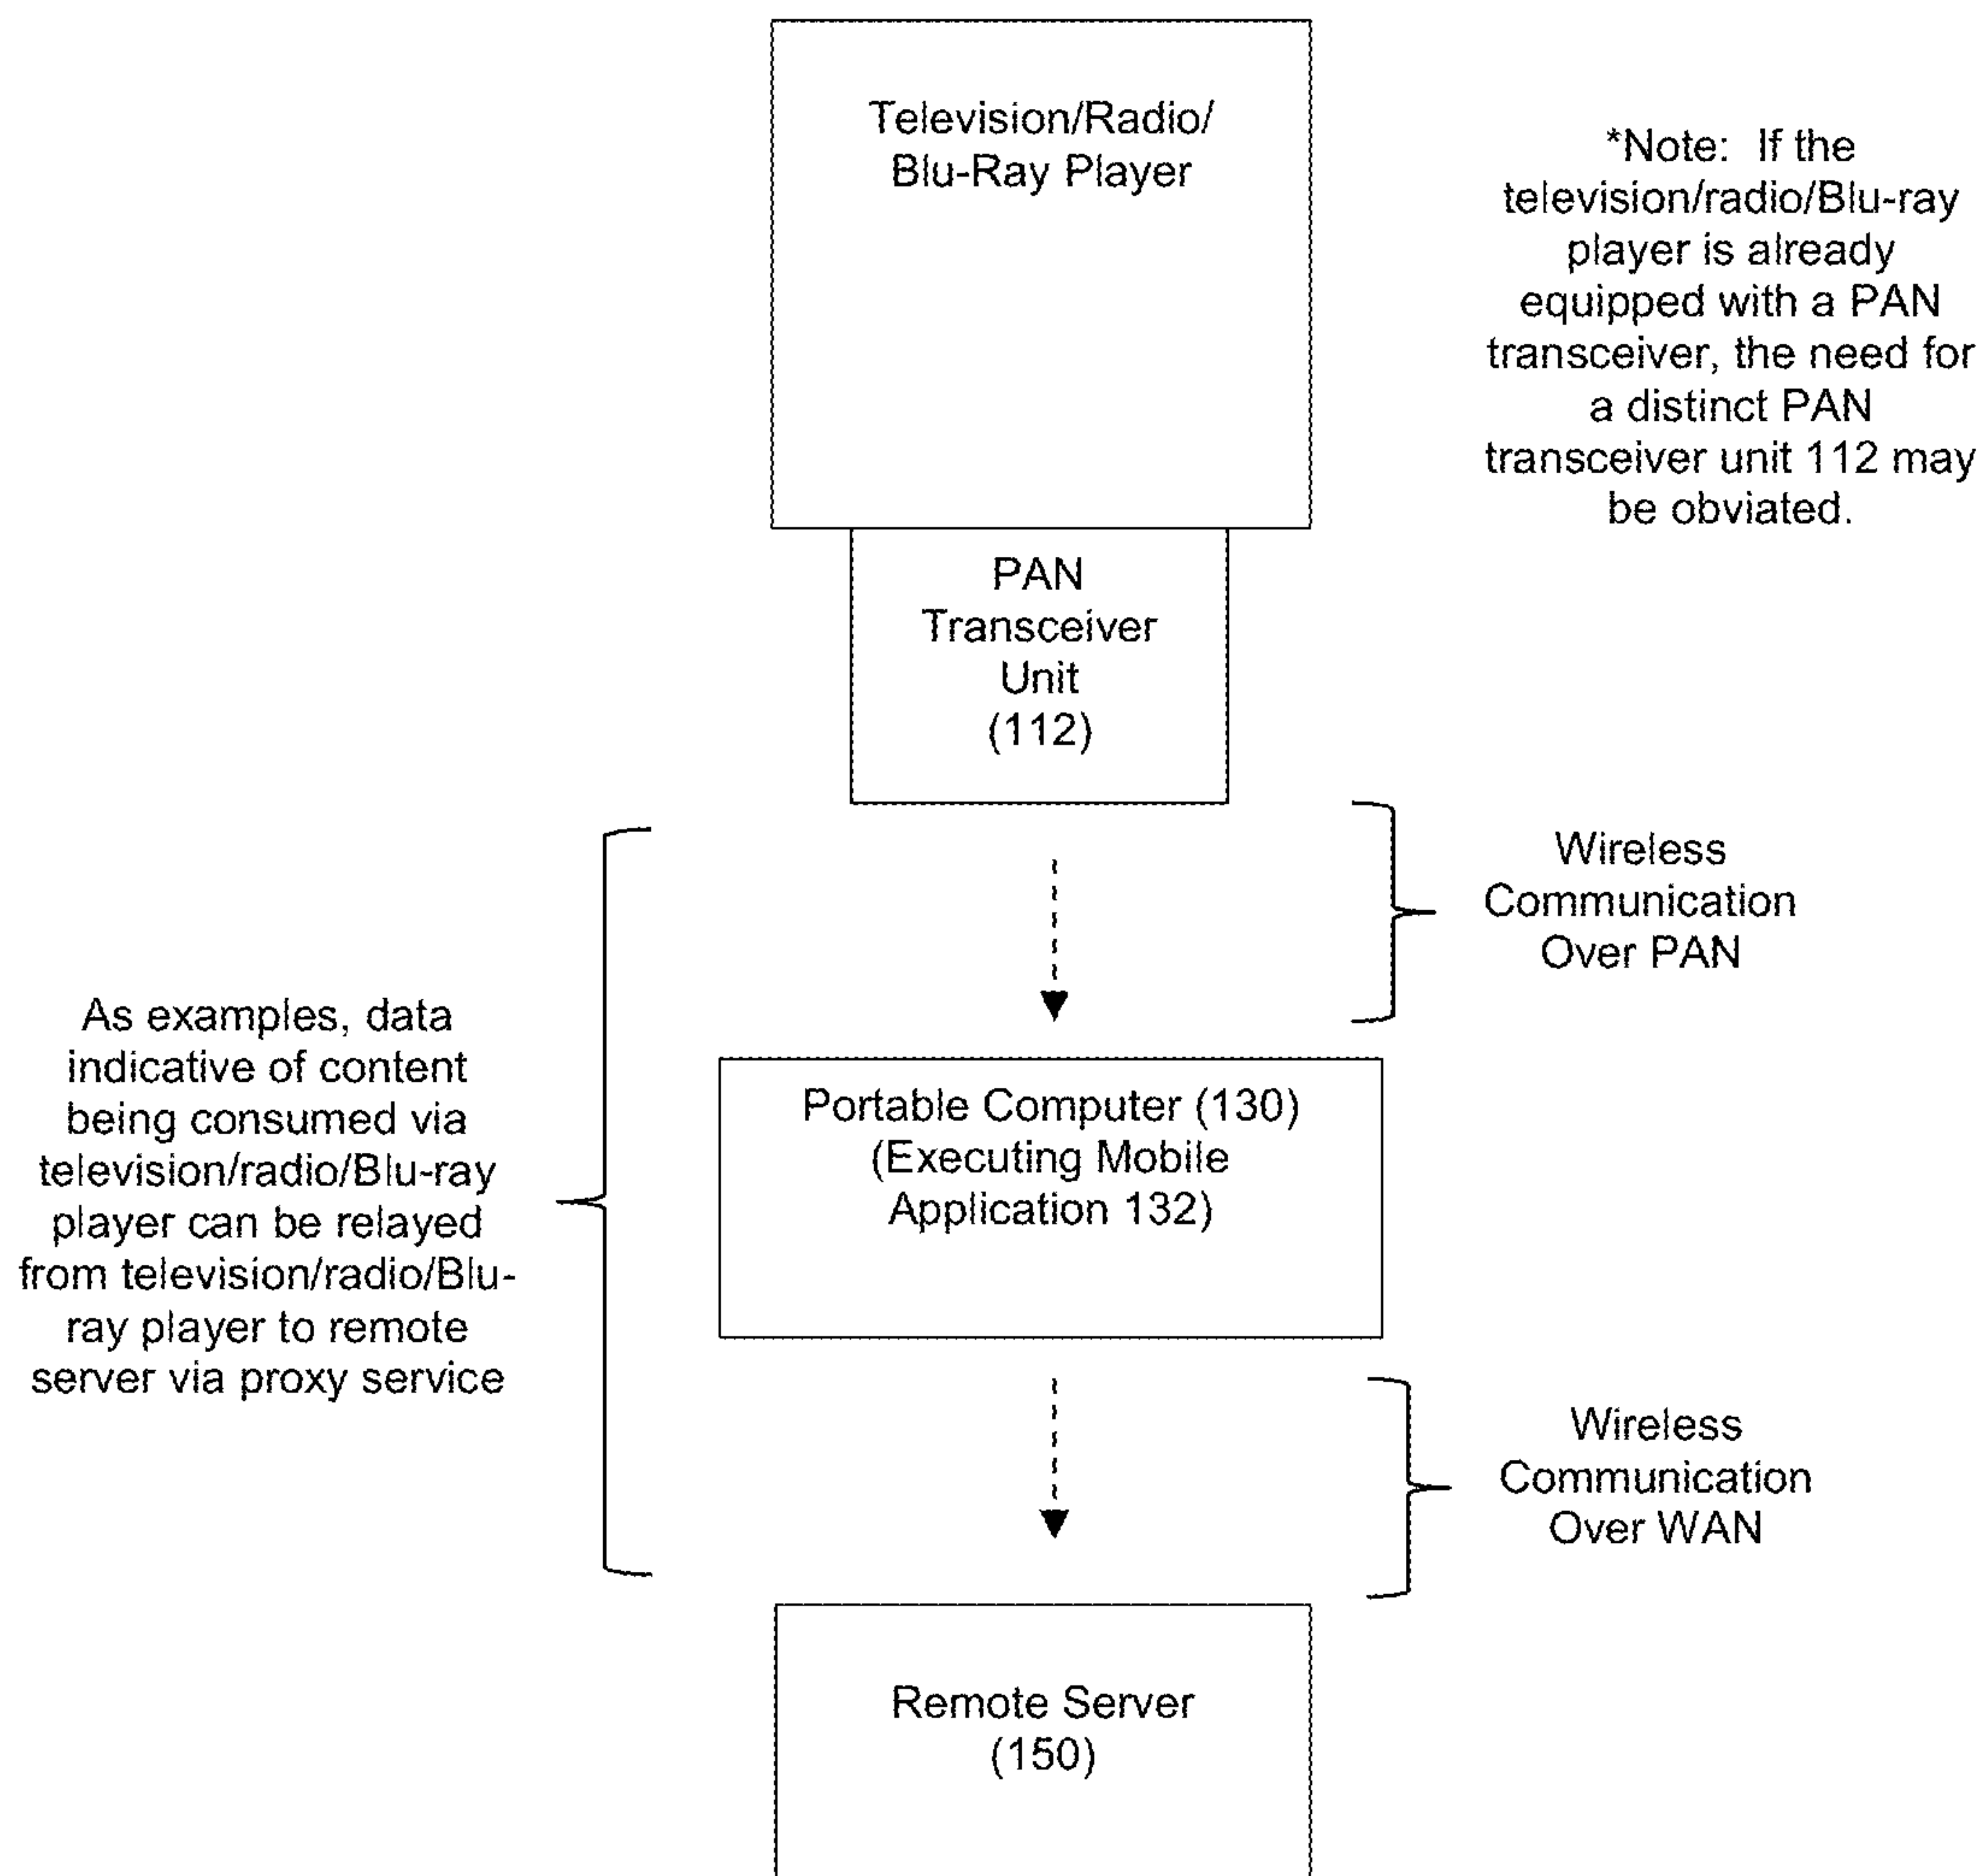 Television/Radio/
Blu-Ray Player
*Note: If the
television/radio/Blu-ray
player is already
equipped with a PAN
transceiver, the need for
a distinct PAN
transceiver unit 112 may
be obviated.
PAN
Transceiver
Unit
(112)
Wireless
Communication
Over PAN
As examples, data
indicative of content
being consumed via
television/radio/Blu-ray
player can be relayed
from television/radio/Blu-
ray player to remote
server via proxy service
Portable Computer (130)
(Executing Mobile
Application 132)
Wireless
Communication
Over WAN
Remote Server
(150)